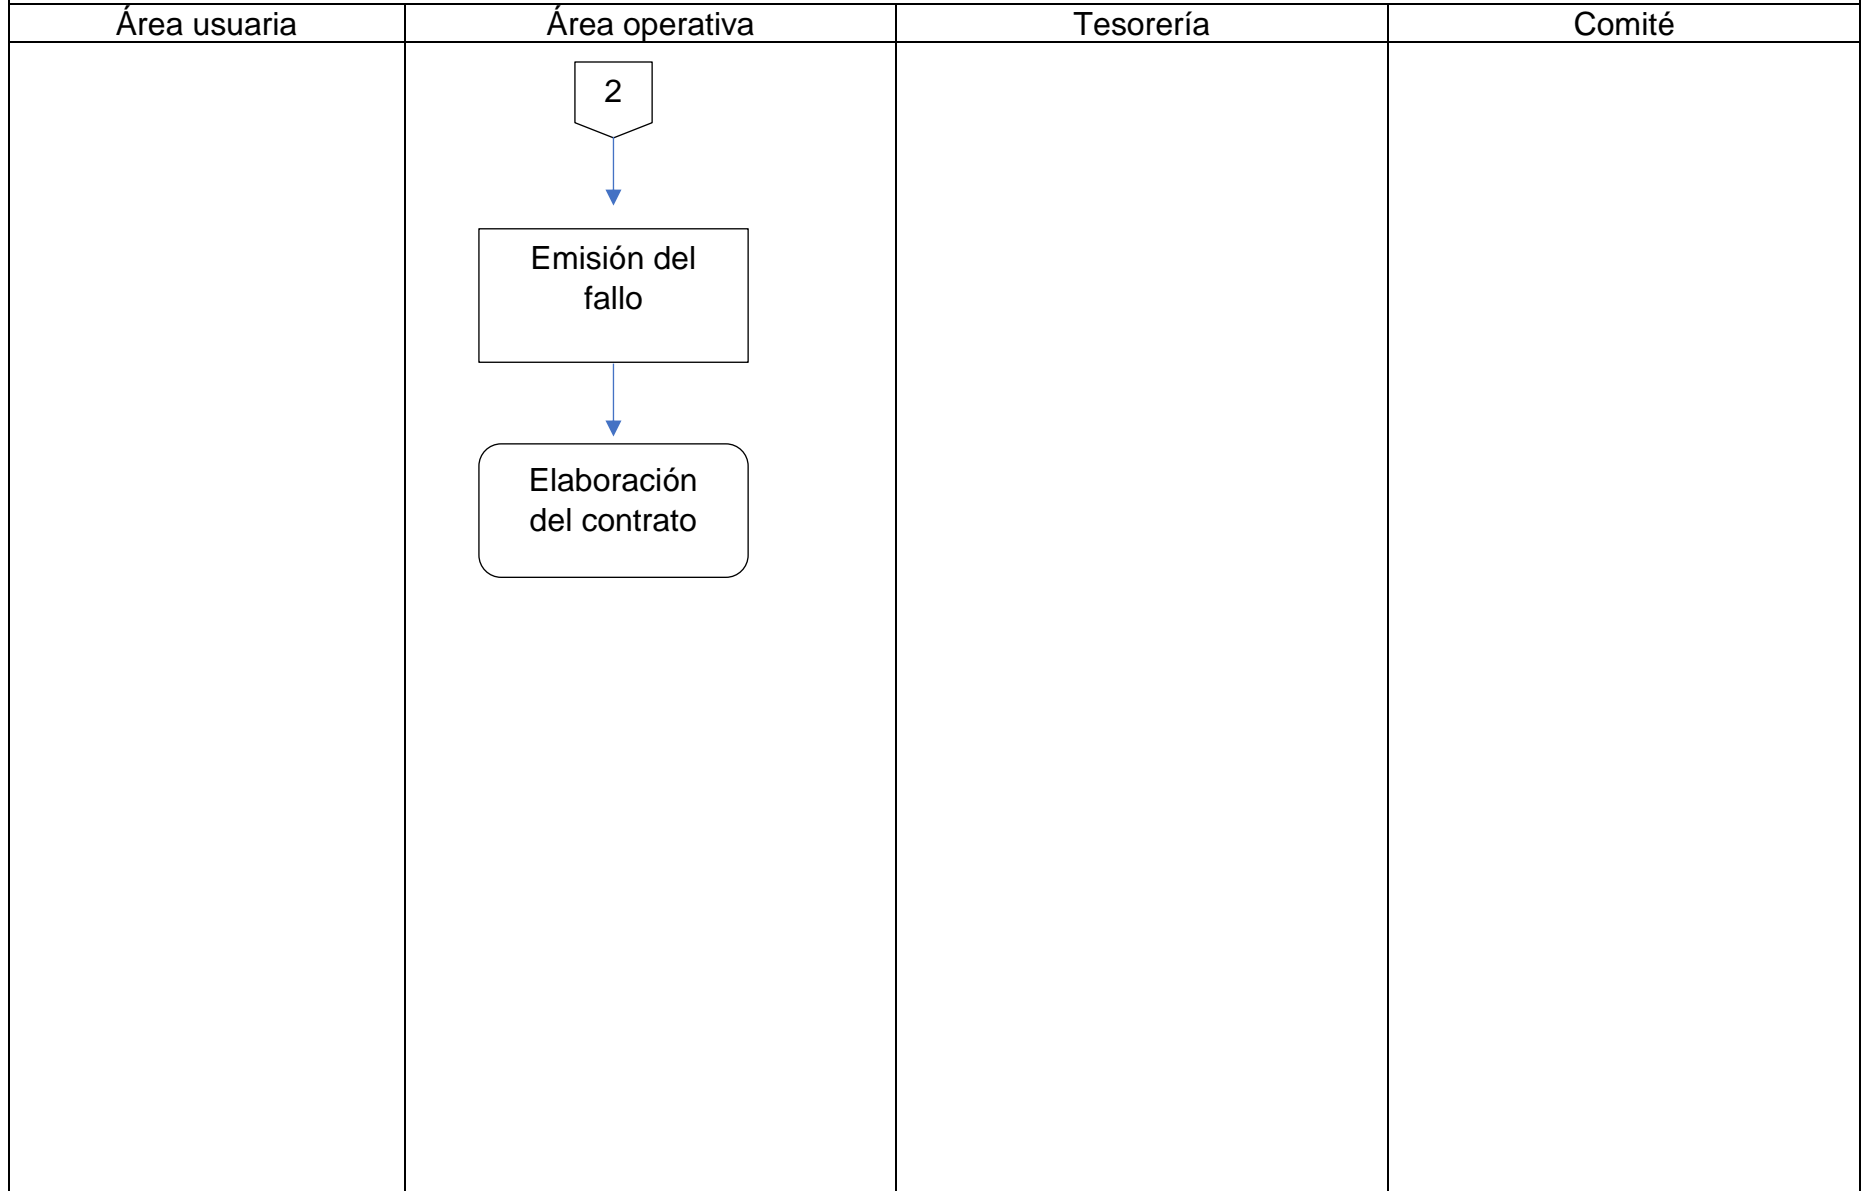 Área usuaria
Área operativa
Tesorería
Comité
2
Emisión del
fallo
Elaboración
del contrato